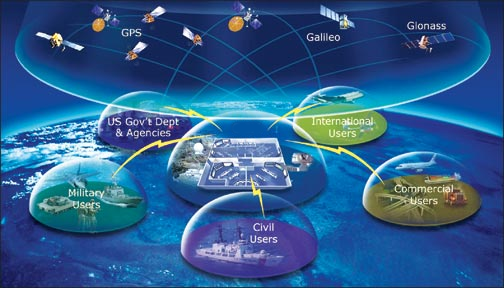 GPS
Galileo
Glonass
US Gov't Dept
& Agencies
International
Users
Military
Users
Commercial
Users
Civil
Users